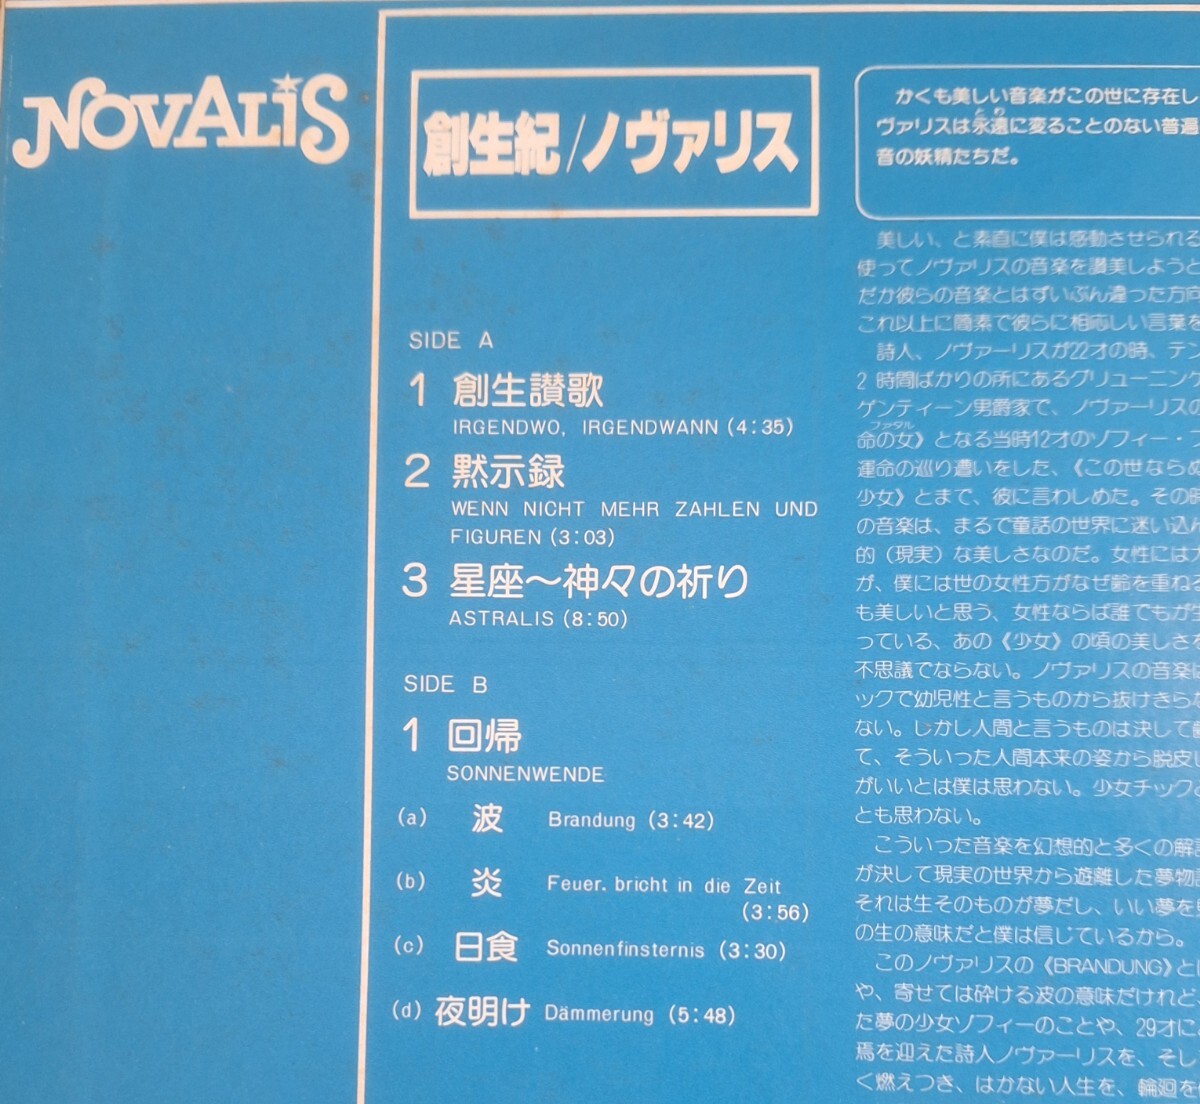 NOVALIS
創生紀/ノヴァリス
SIDE A
1 創生讃歌
IRGENDWO, IRGENDWANN (4:35)
2 黙示録
WENN NICHT MEHR ZAHLEN UND
FIGUREN (3:03)
3 星座〜神々の祈り
ASTRALIS (8:50)
SIDE B
1 回帰
SONNENWENDE
(a) 波 Brandung (3:42)
(b) 炎 Feuer. bricht in die Zeit
(3:56)
(c) 日食 Sonnenfinsternis (3:30)
(d) 夜明け Dämmerung (5:48)
かくも美しい音楽がこの世に存在し
ヴァリスは永遠に変ることのない普遍
音の妖精たちだ。
美しい、と素直に僕は感動させられる
使ってノヴァリスの音楽を讃美しようと
だか彼らの音楽とはずいぶん違った方向
これ以上に簡素で彼らに相応しい言葉を
詩人、ノヴァーリスが22才の時、テン
2 時間ばかりの所にあるグリューニング
ゲンティーン男爵家で、ノヴァーリスの
ファタル
命の女》となる当時12才のゾフィー・フ
運命の巡り遭いをした、《この世ならぬ
少女》とまで、彼に言わしめた。その
の音楽は、まるで童話の世界に迷い込ん
的（現実）な美しさなのだ。女性には
が、僕には世の女性方がなぜ齢を重ね
も美しいと思う、女性ならば誰でもが
っている、あの《少女》の頃の美しさを
不思議でならない。ノヴァリスの音楽は
ックで幼児性と言うものから抜けきらな
ない。しかし人間と言うものは決して
て、そういった人間本来の姿から脱皮し
がいいとは僕は思わない。少女チックと
とも思わない。
こういった音楽を幻想的と多くの解
が決して現実の世界から遊離した夢物
それは生そのものが夢だし、いい夢を
の生の意味だと僕は信じているから。
このノヴァリスの《BRANDUNG》とは
や、寄せては砕ける波の意味だけれど
た夢の少女ゾフィーのことや、29才に
焉を迎えた詩人ノヴァーリスを、そし
く燃えつき、はかない人生を、輪廻を